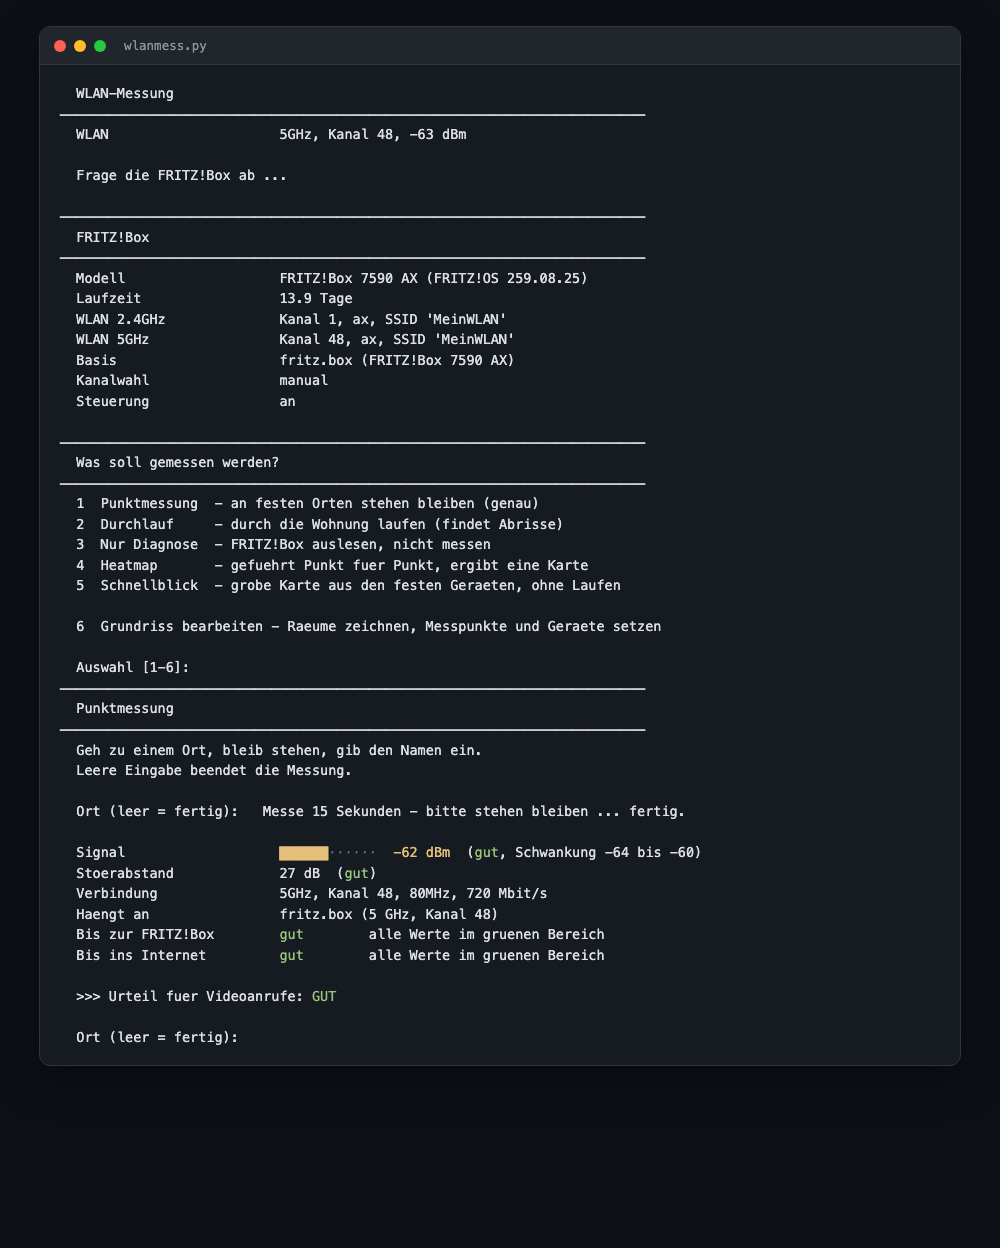 wlanmess.py
WLAN-Messung
WLAN 5GHz, Kanal 48, -63 dBm
Frage die FRITZ!Box ab ...
FRITZ!Box
Modell FRITZ!Box 7590 AX (FRITZ!OS 259.08.25)
Laufzeit 13.9 Tage
WLAN 2.4GHz Kanal 1, ax, SSID 'MeinWLAN'
WLAN 5GHz Kanal 48, ax, SSID 'MeinWLAN'
Basis fritz.box (FRITZ!Box 7590 AX)
Kanalwahl manual
Steuerung an
Was soll gemessen werden?
1 Punktmessung - an festen Orten stehen bleiben (genau)
2 Durchlauf - durch die Wohnung laufen (findet Abrisse)
3 Nur Diagnose - FRITZ!Box auslesen, nicht messen
4 Heatmap - gefuehrt Punkt fuer Punkt, ergibt eine Karte
5 Schnellblick - grobe Karte aus den festen Geraeten, ohne Laufen
6 Grundriss bearbeiten - Raeume zeichnen, Messpunkte und Geraete setzen
Auswahl [1-6]:
Punktmessung
Geh zu einem Ort, bleib stehen, gib den Namen ein.
Leere Eingabe beendet die Messung.
Ort (leer = fertig): Messe 15 Sekunden - bitte stehen bleiben ... fertig.
Signal ██████······ -62 dBm (gut, Schwankung -64 bis -60)
Stoerabstand 27 dB (gut)
Verbindung 5GHz, Kanal 48, 80MHz, 720 Mbit/s
Haengt an fritz.box (5 GHz, Kanal 48)
Bis zur FRITZ!Box gut alle Werte im gruenen Bereich
Bis ins Internet gut alle Werte im gruenen Bereich
>>> Urteil fuer Videoanrufe: GUT
Ort (leer = fertig):